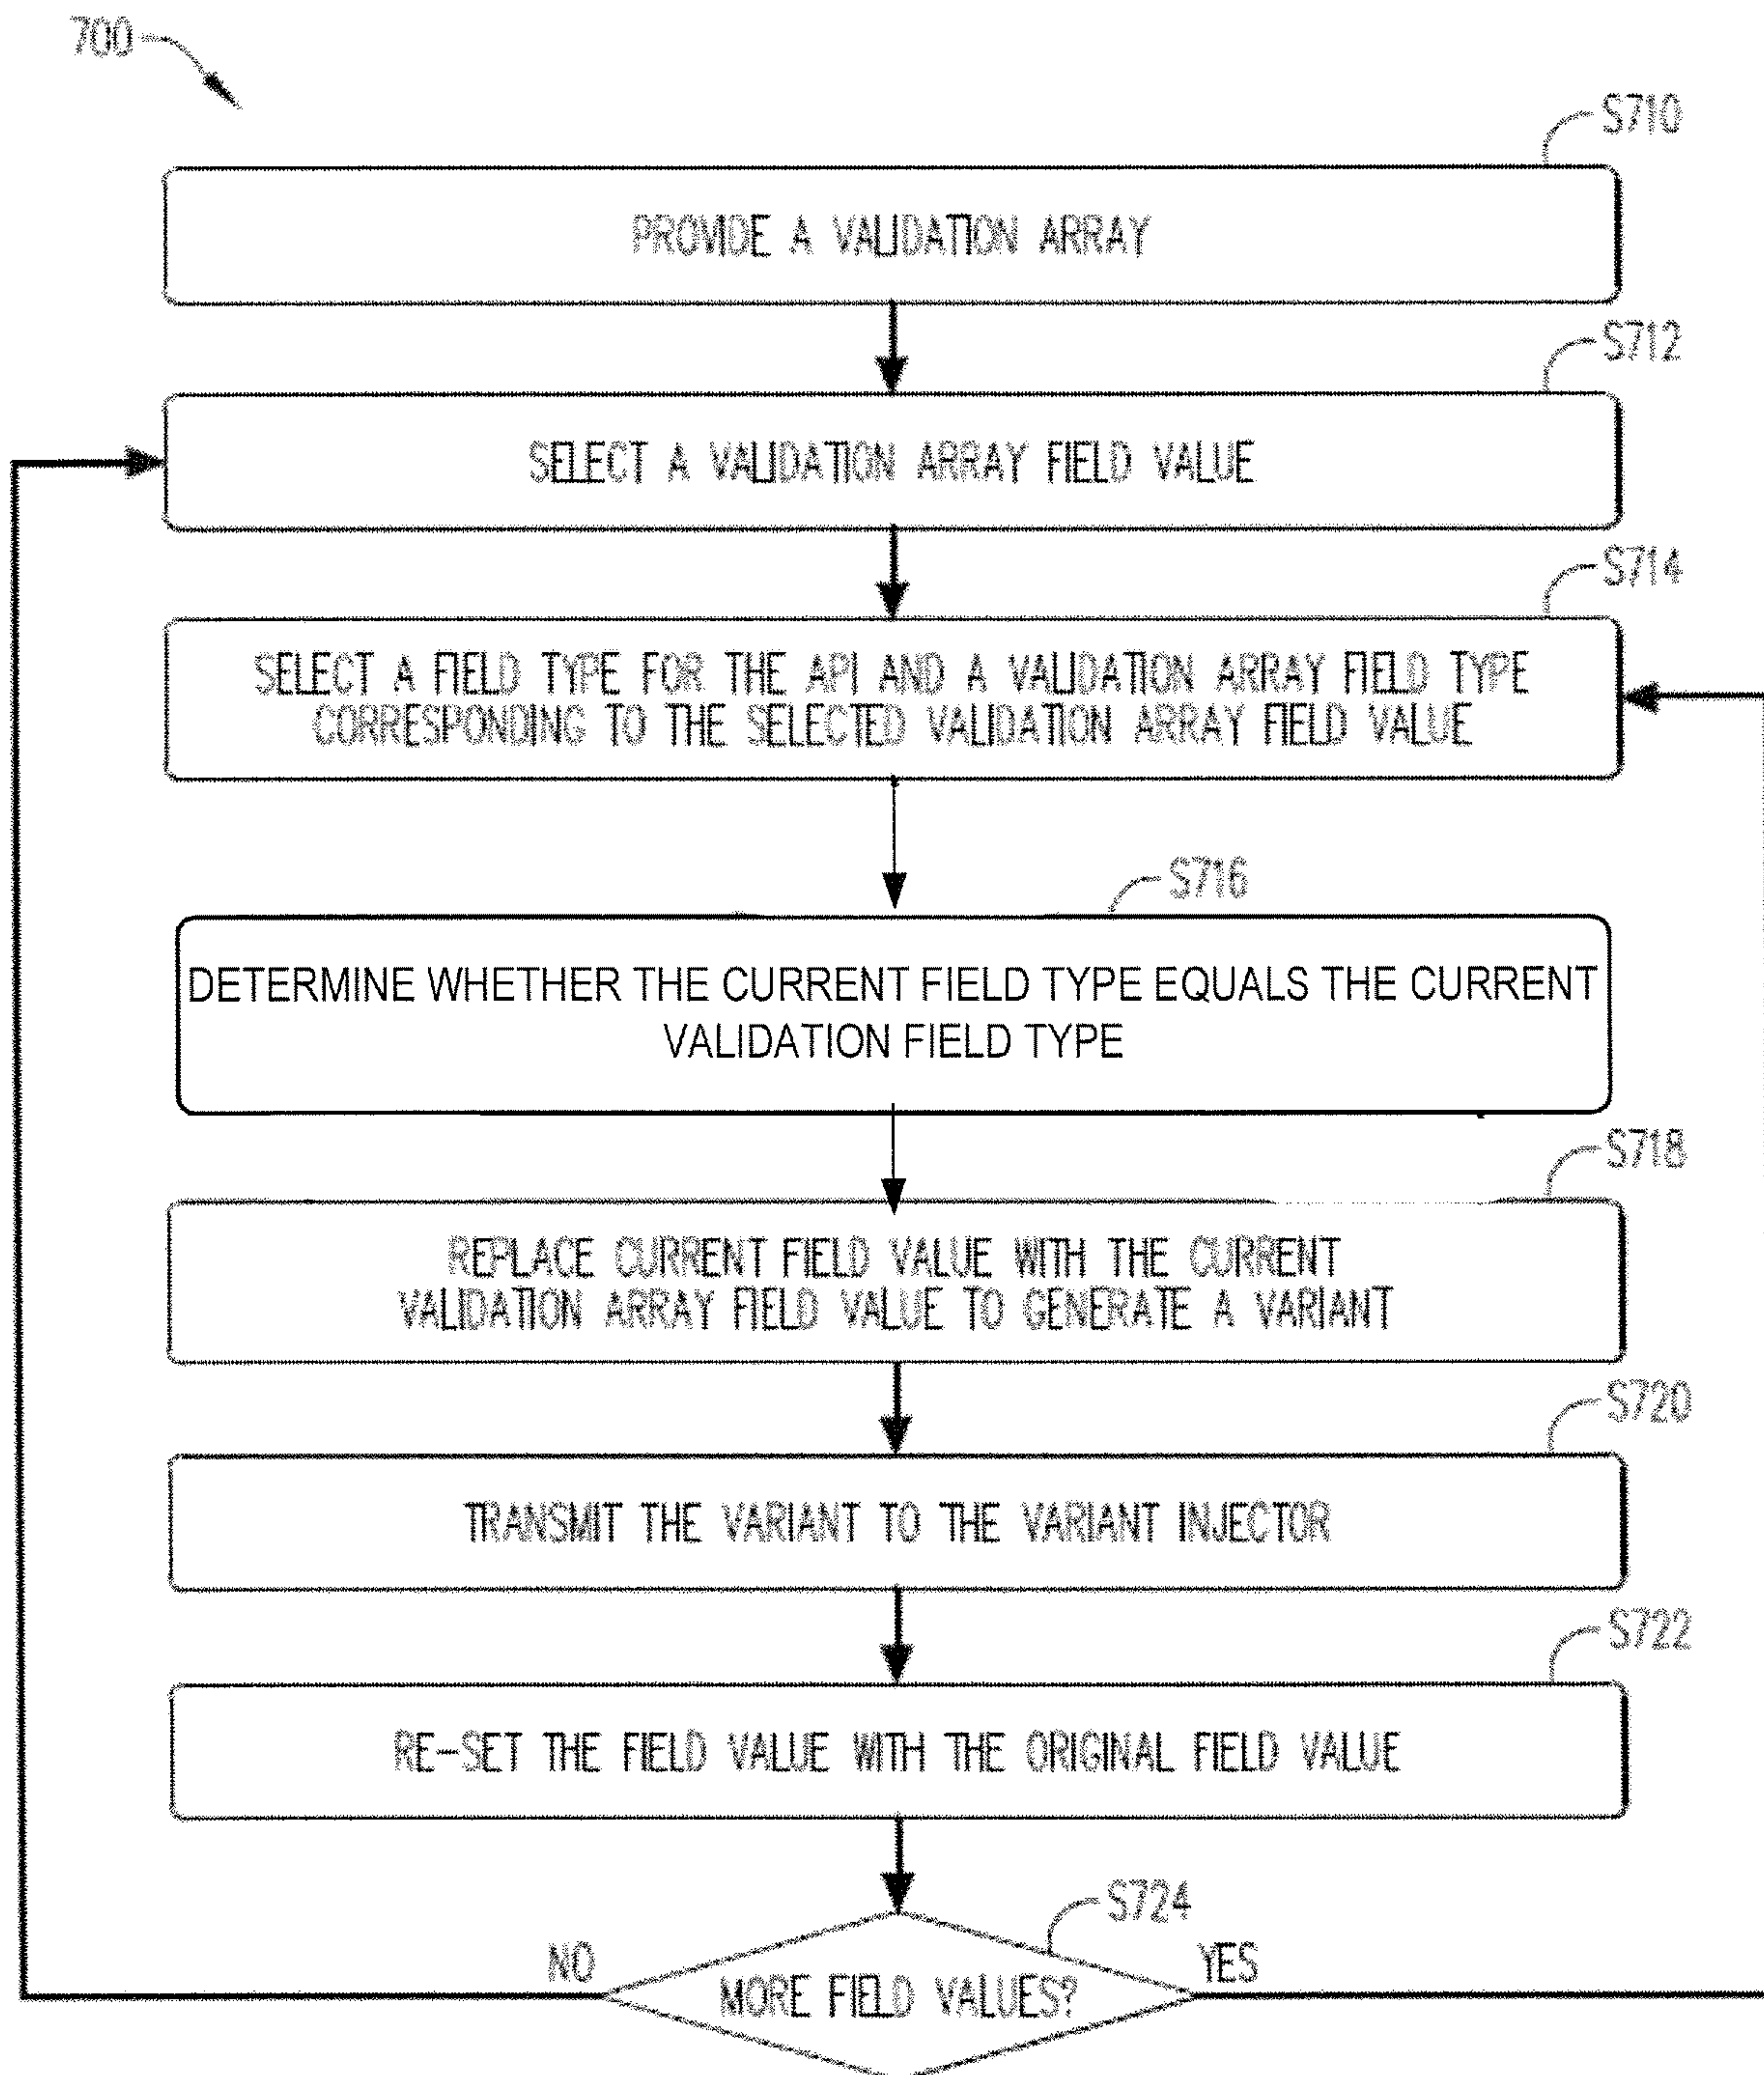 700
S710
PROVIDE A VALIDATION ARRAY
S712
SELECT A VALIDATION ARRAY FIELD VALUE
S714
SELECT A FIELD TYPE FOR THE API AND A VALIDATION ARRAY FIELD TYPE
CORRESPONDING TO THE SELECTED VALIDATION ARRAY FIELD VALUE
S716
DETERMINE WHETHER THE CURRENT FIELD TYPE EQUALS THE CURRENT
VALIDATION FIELD TYPE
S718
REPLACE CURRENT FIELD VALUE WITH THE CURRENT
VALIDATION ARRAY FIELD VALUE TO GENERATE A VARIANT
S720
TRANSMIT THE VARIANT TO THE VARIANT INJECTOR
S722
RE-SET THE FIELD VALUE WITH THE ORIGINAL FIELD VALUE
S724
NO
YES
MORE FIELD VALUES?